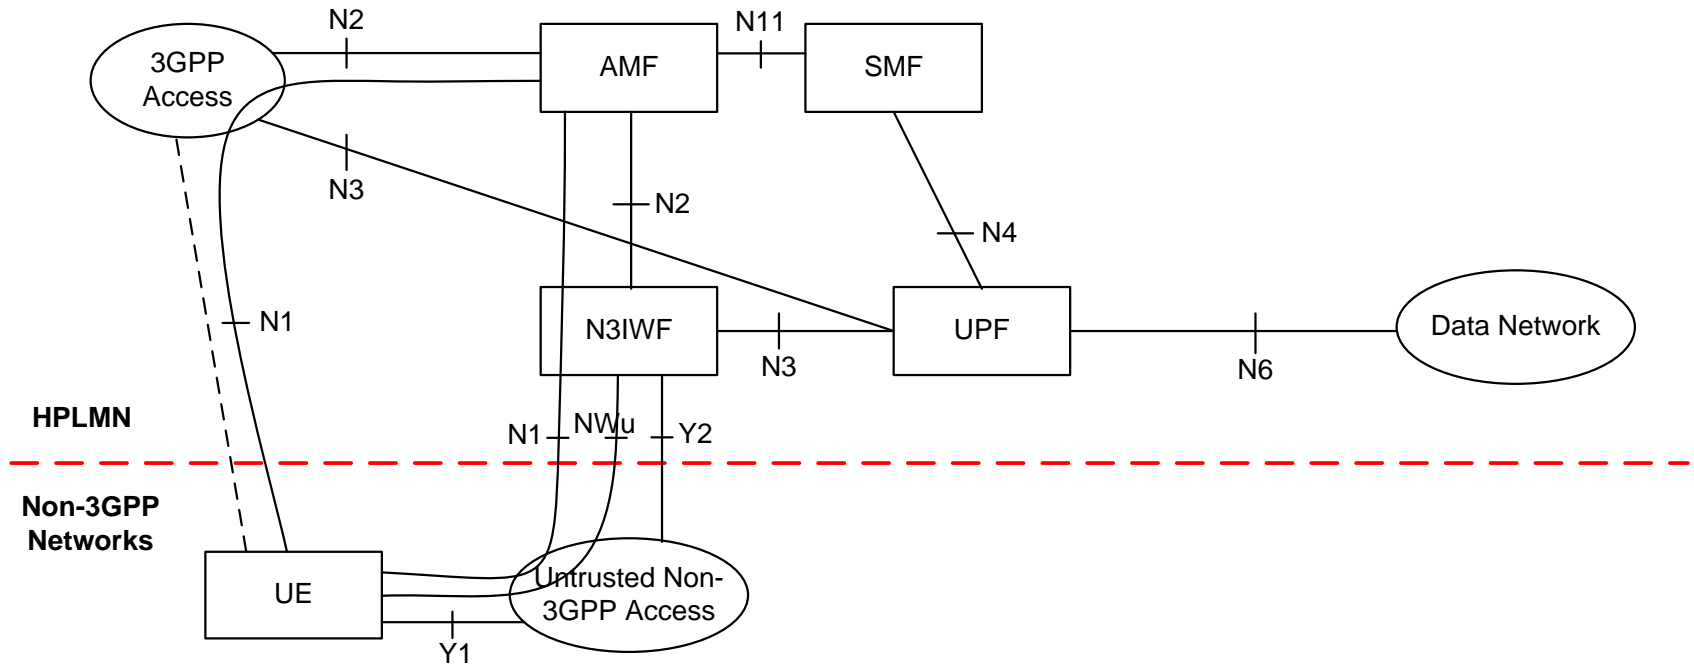 N2
N11
3GPP
Access
AMF
SMF
N3
N2
N4
N1
N3IWF
UPF
Data Network
N3
N6
HPLMN
N1
NWu
Y2
Non-3GPP
Networks
UE
Untrusted Non-
3GPP Access
Y1